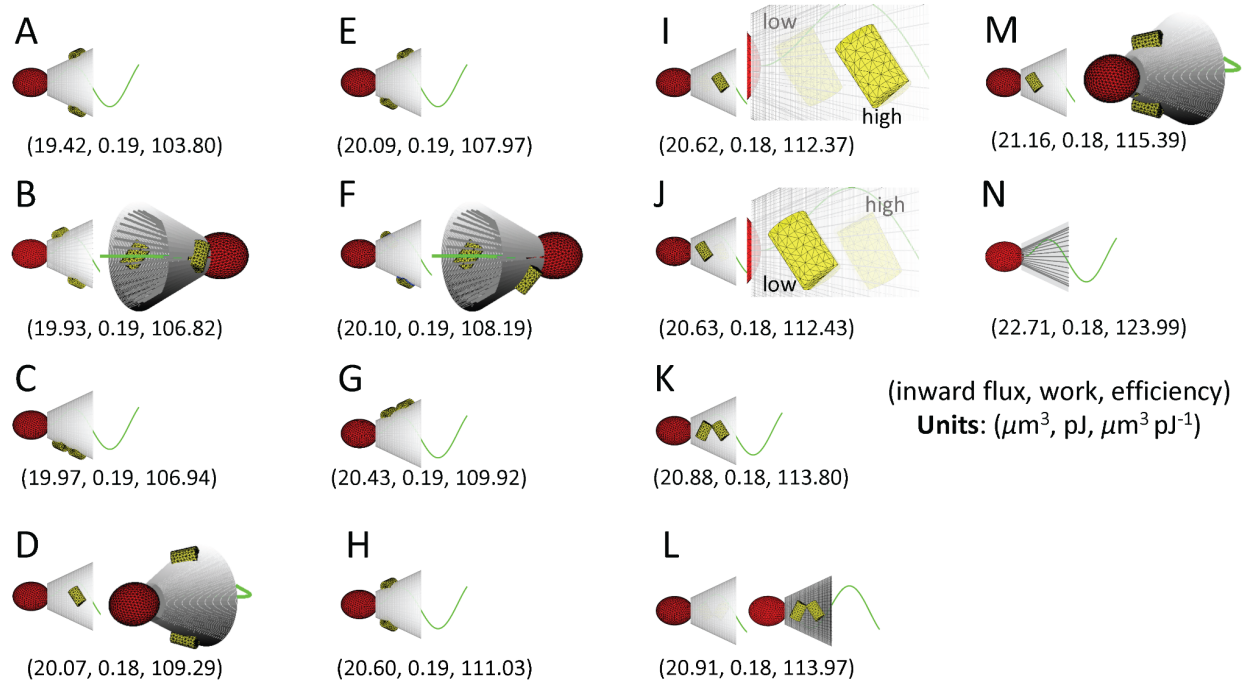 A
(19.42, 0.19, 103.80)
B
(19.93, 0.19, 106.82)
C
(19.97, 0.19, 106.94)
D
(20.07, 0.18, 109.29)
E
(20.09, 0.19, 107.97)
F
(20.10, 0.19, 108.19)
G
(20.43, 0.19, 109.92)
H
(20.60, 0.19, 111.03)
I
low
high
(20.62, 0.18, 112.37)
J
high
low
(20.63, 0.18, 112.43)
K
(20.88, 0.18, 113.80)
L
(20.91, 0.18, 113.97)
M
(21.16, 0.18, 115.39)
N
(22.71, 0.18, 123.99)
(inward flux, work, efficiency)
Units: (μm³, pJ, μm³ pJ⁻¹)